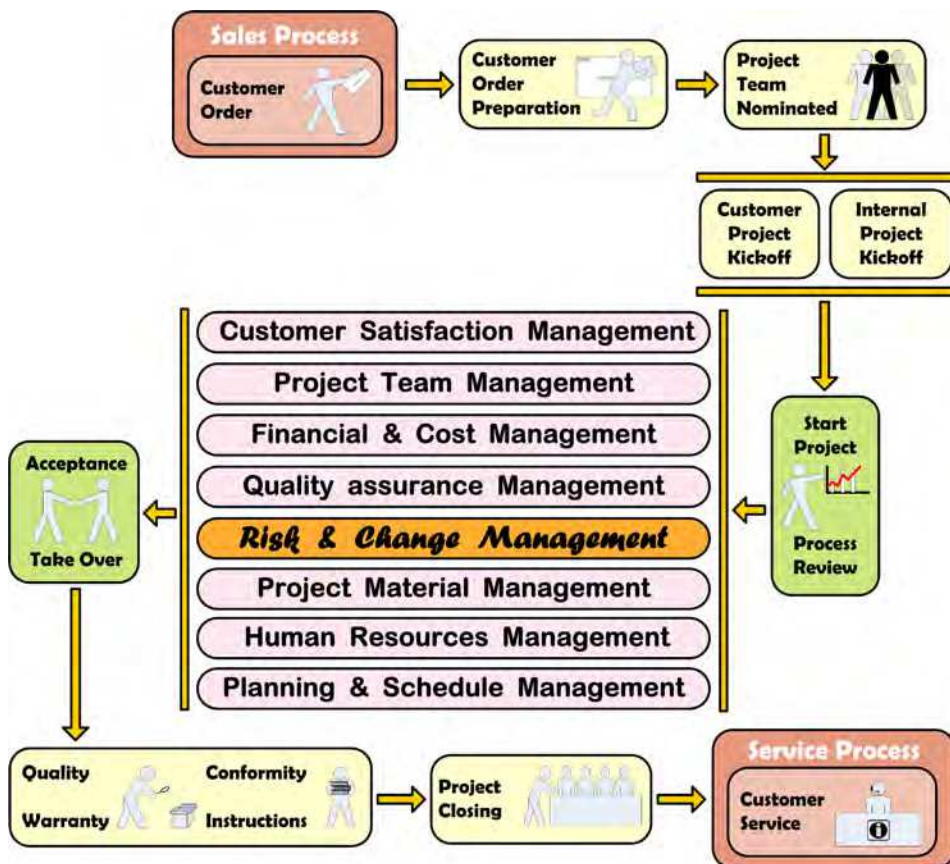 Sales Process
Customer
Order
Customer
Order
Preparation
Project
Team
Nominated
Customer
Project
Kickoff
Internal
Project
Kickoff
Customer Satisfaction Management
Project Team Management
Financial & Cost Management
Quality assurance Management
Risk & Change Management
Project Material Management
Human Resources Management
Planning & Schedule Management
Start
Project
Process
Review
Acceptance
Take Over
Quality
Conformity
Warranty
Instructions
Project
Closing
Service Process
Customer
Service
i